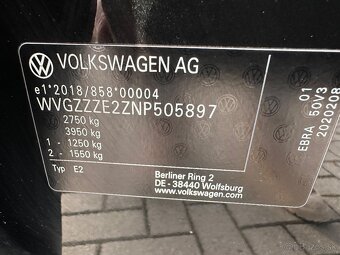 VOLKSWAGEN AG
e1*2018/858*00004
WVGZZZE2ZNP505897
2750 kg
3950 kg
1 - 1250 kg
2 - 1550 kg
Typ E2
Berliner Ring 2
DE - 38440 Wolfsburg
www.volkswagen.com
EBRA 50V3 01
2020208